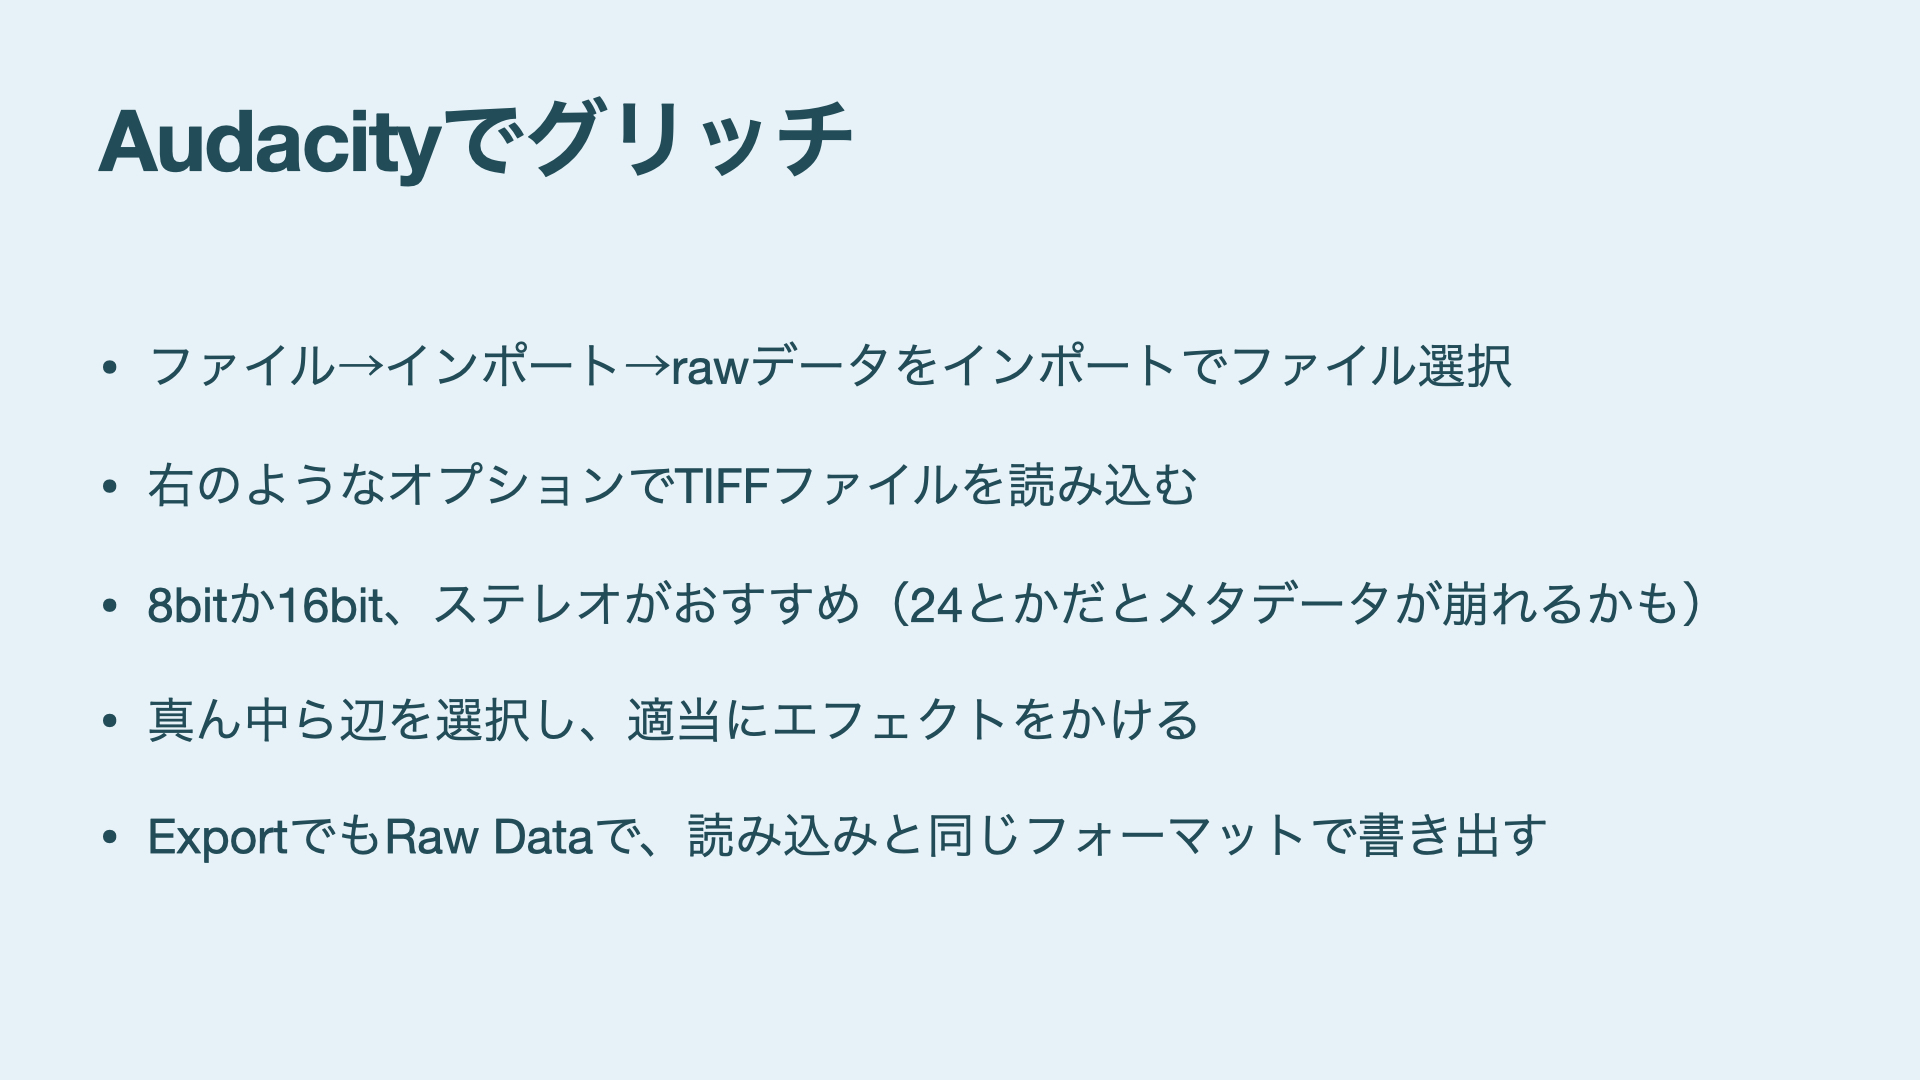 Audacityでグリッチ
• ファイル→インポート→rawデータをインポートでファイル選択
• 右のようなオプションでTIFFファイルを読み込む
• 8bitか16bit、ステレオがおすすめ（24とかだとメタデータが崩れるかも）
• 真ん中ら辺を選択し、適当にエフェクトをかける
• ExportでもRaw Dataで、読み込みと同じフォーマットで書き出す